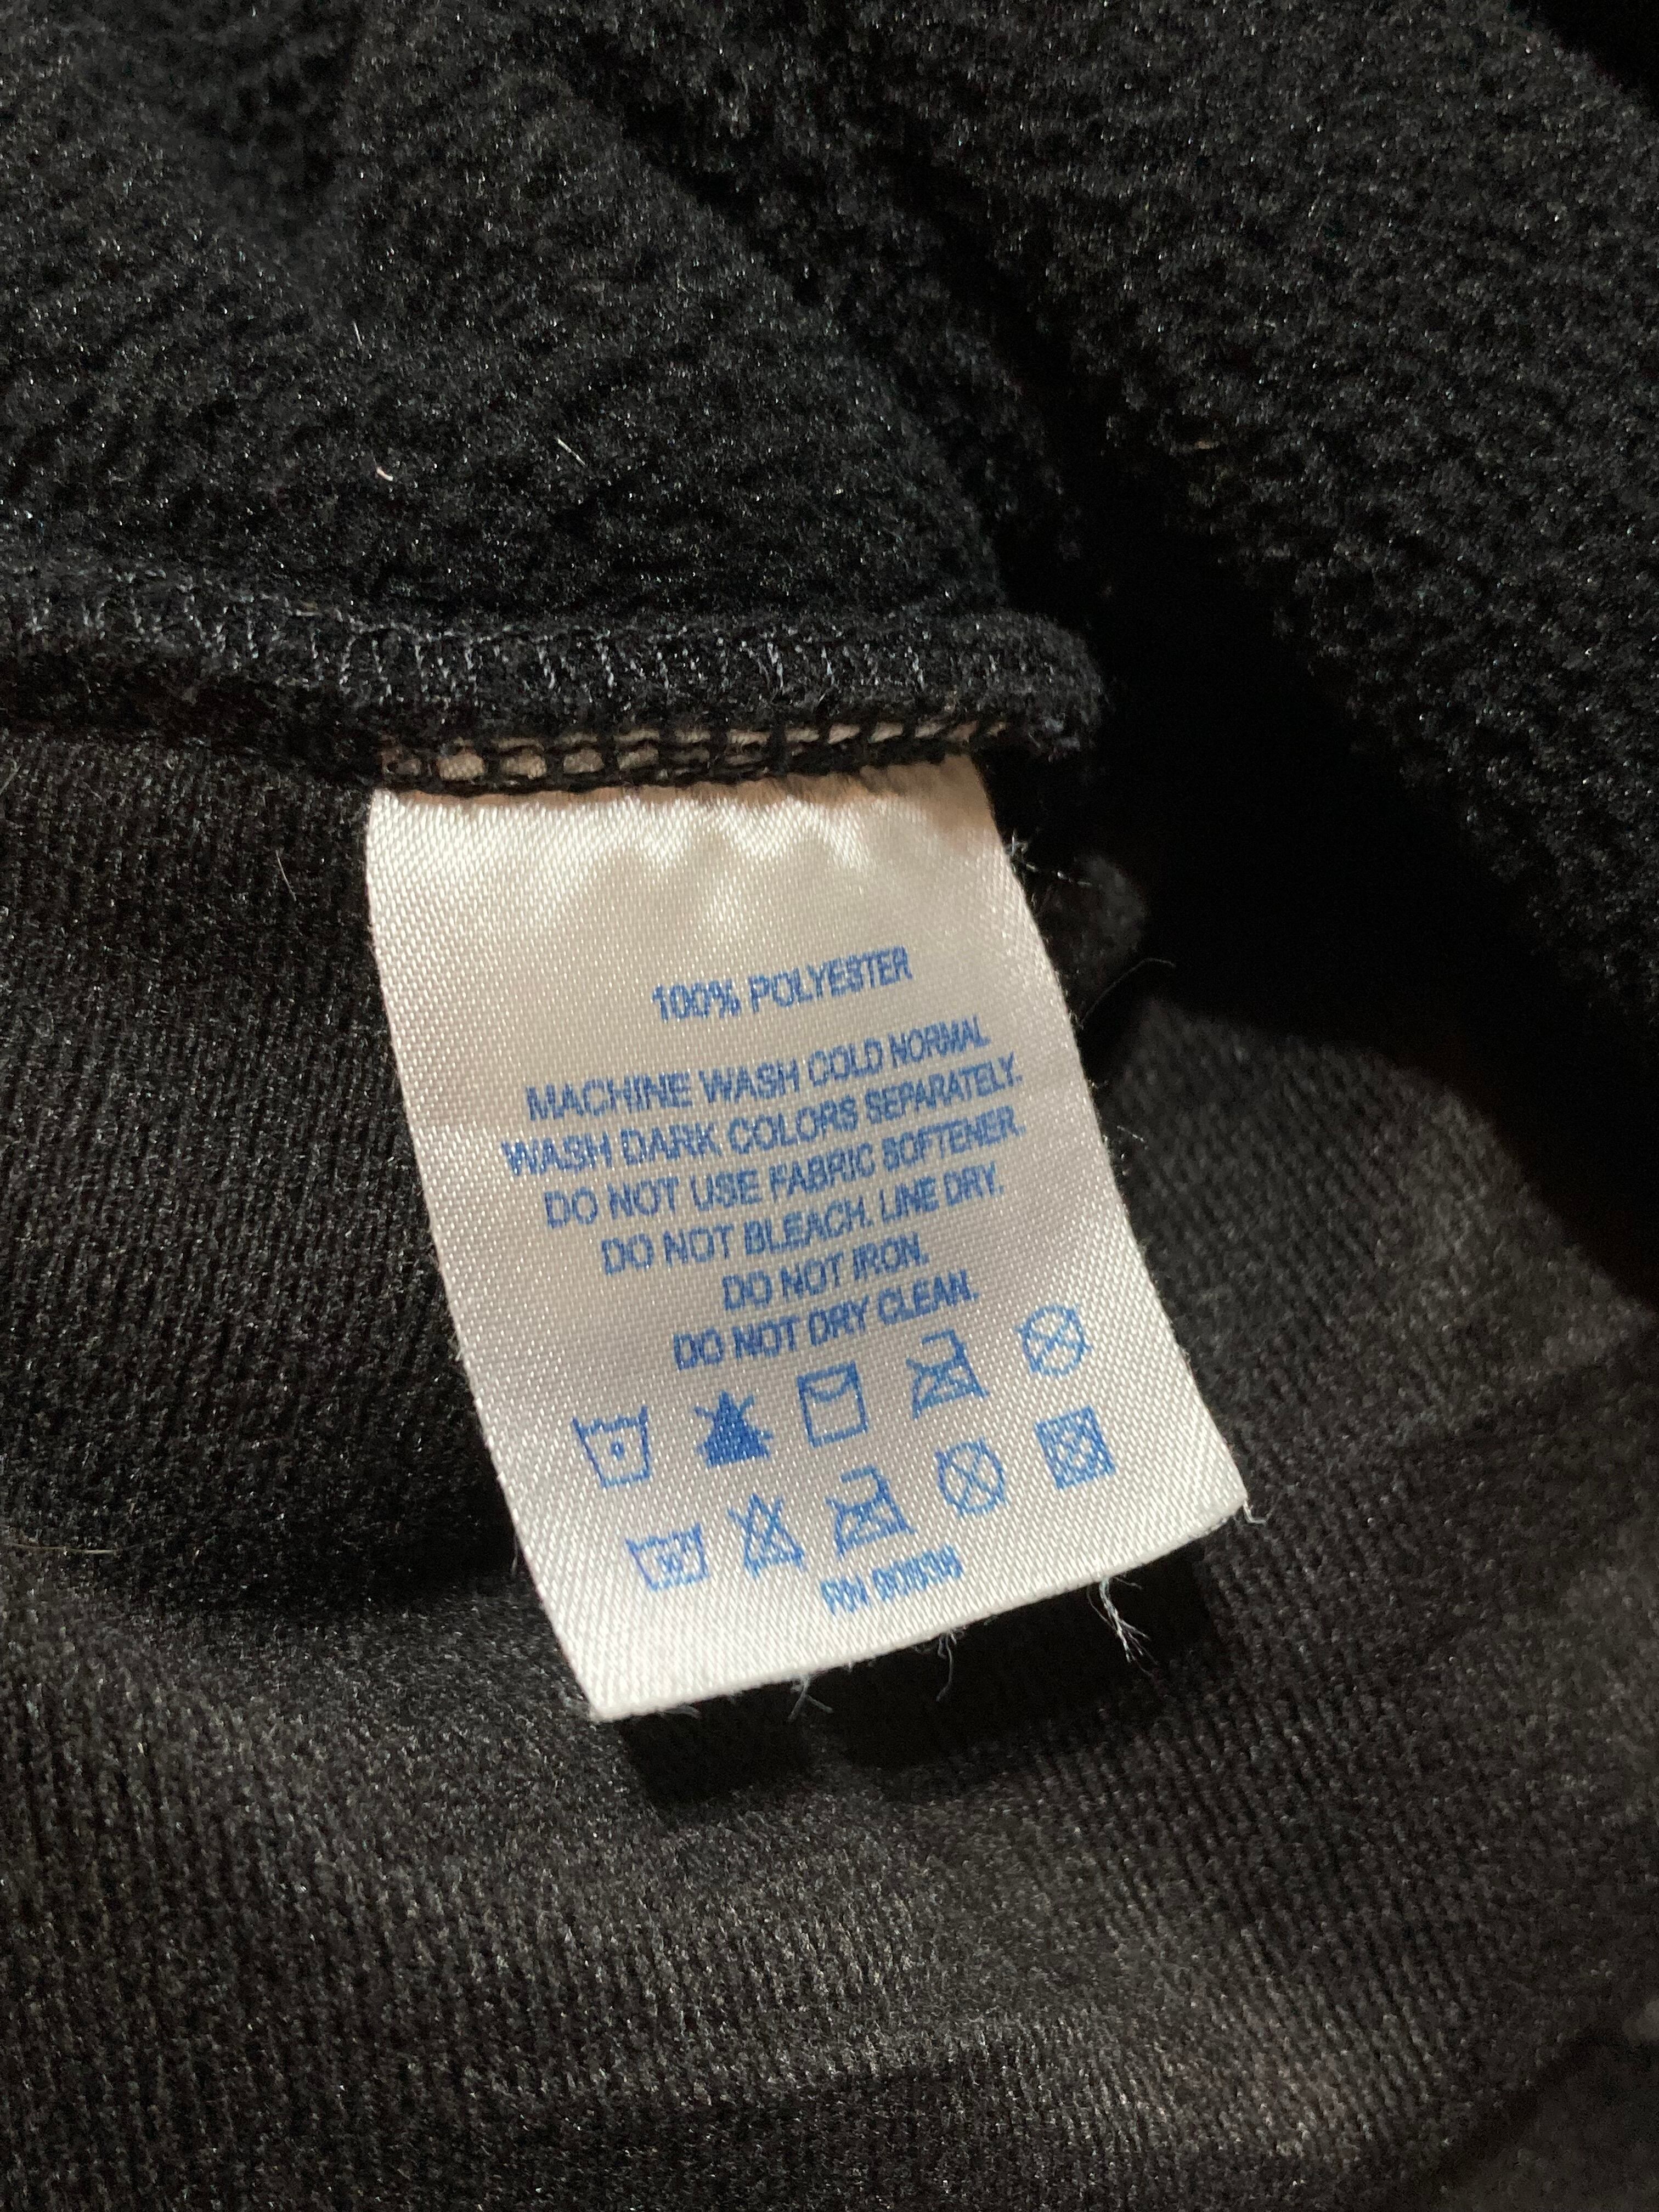 100% POLYESTER
MACHINE WASH COLD NORMAL
WASH DARK COLORS SEPARATELY.
DO NOT USE FABRIC SOFTENER.
DO NOT BLEACH. LINE DRY.
DO NOT IRON.
DO NOT DRY CLEAN.
RN